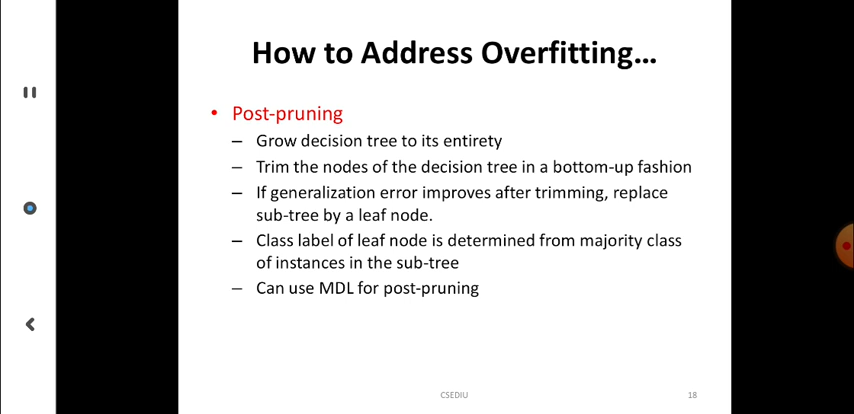 How to Address Overfitting...
• Post-pruning
– Grow decision tree to its entirety
– Trim the nodes of the decision tree in a bottom-up fashion
– If generalization error improves after trimming, replace
sub-tree by a leaf node.
– Class label of leaf node is determined from majority class
of instances in the sub-tree
– Can use MDL for post-pruning
CSEDIU
18